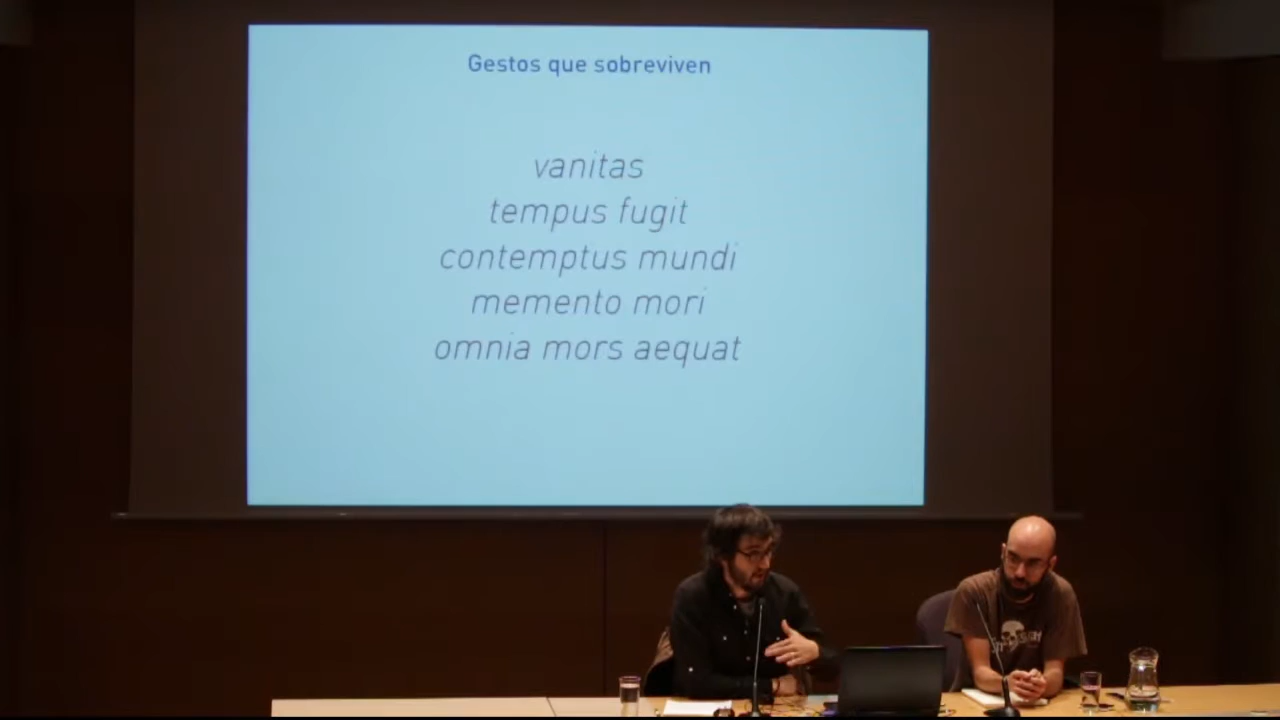 Gestos que sobreviven
vanitas
tempus fugit
contemptus mundi
memento mori
omnia mors aequat